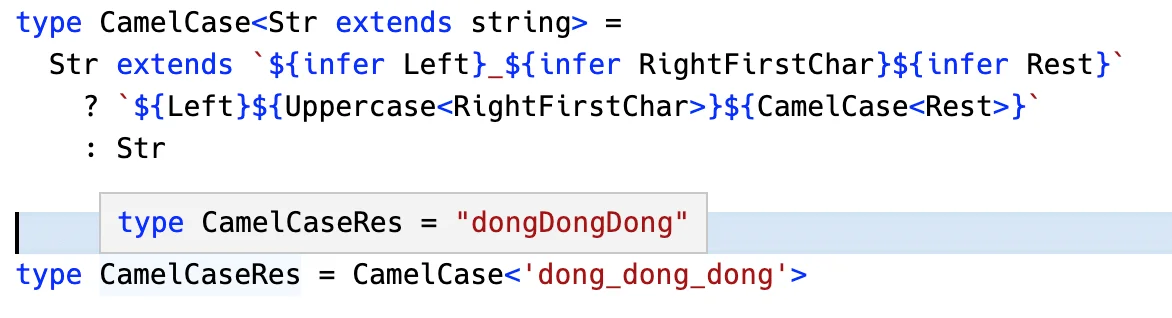 type CamelCase<Str extends string> =
  Str extends `${infer Left}_${infer RightFirstChar}${infer Rest}`
    ? `${Left}${Uppercase<RightFirstChar>}${CamelCase<Rest>}`
    : Str
type CamelCaseRes = "dongDongDong"
type CamelCaseRes = CamelCase<'dong_dong_dong'>